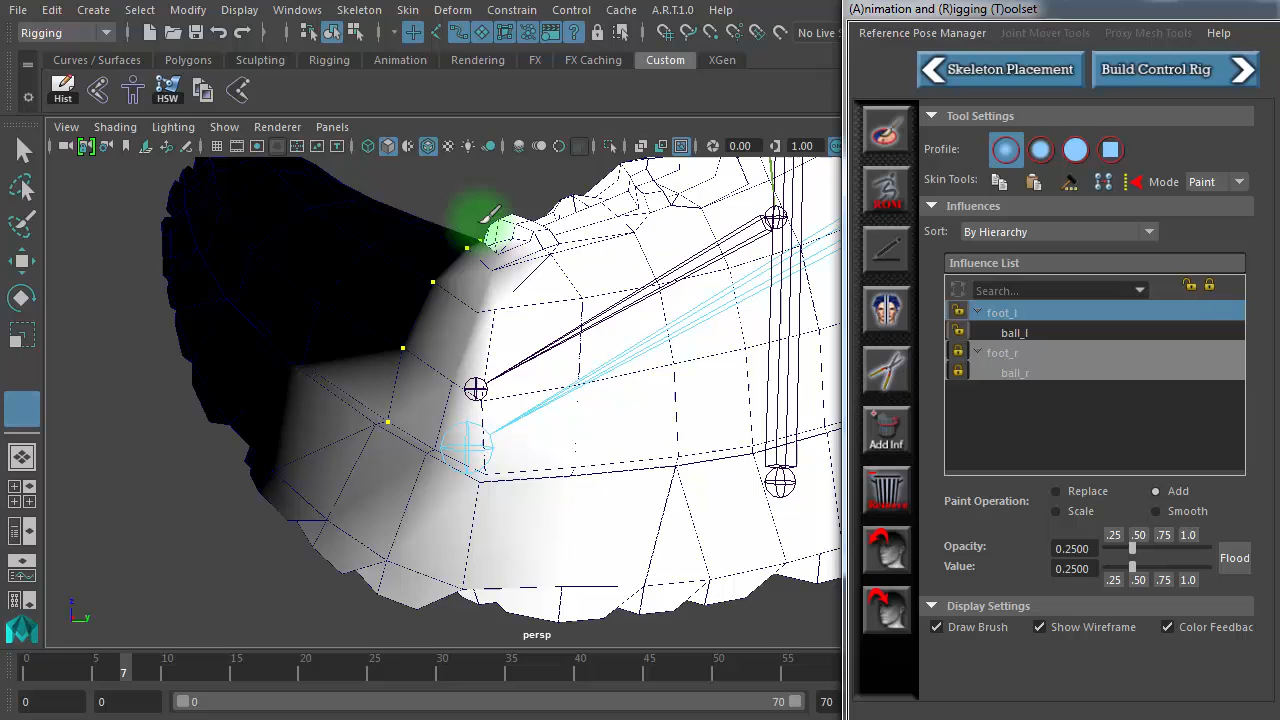 (A)nimation and (R)igging (T)oolset
File Edit Create Select Modify Display Windows Skeleton Skin Deform Constrain Control Cache A.R.T.1.0 Help
Reference Pose Manager Joint Mover Tools Proxy Mesh Tools Help
Rigging No Live S
Curves / Surfaces Polygons Sculpting Rigging Animation Rendering FX FX Caching Custom XGen
Skeleton Placement Build Control Rig
Hist HSW
View Shading Lighting Show Renderer Panels
0.00 1.00
Tool Settings
Profile:
Skin Tools: Mode Paint
Influences
ROM
Sort: By Hierarchy
Influence List
Search...
foot_l
ball_l
foot_r
ball_r
Add Inf
Paint Operation: Replace Add
Scale Smooth
Remove
.25 .50 .75 1.0
Opacity: 0.2500
Value: 0.2500 Flood
.25 .50 .75 1.0
Display Settings
Draw Brush Show Wireframe Color Feedbac
z
y
persp
0 5 10 15 20 25 30 35 40 45 50 55
7
0 0 0 70 70